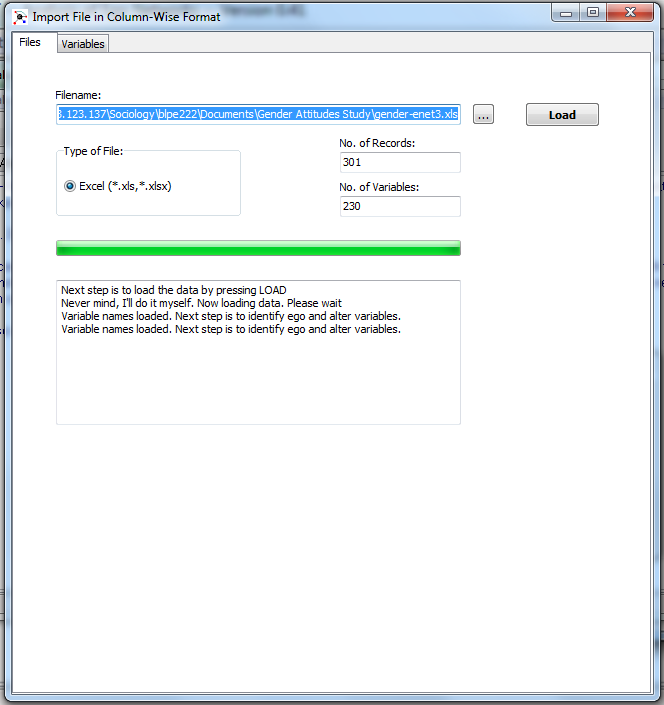 Import File in Column-Wise Format
Files
Variables
Filename:
3.123.137\Sociology\blpe222\Documents\Gender Attitudes Study\gender-enet3.xls
...
Load
Type of File:
Excel (*.xls,*.xlsx)
No. of Records:
301
No. of Variables:
230
Next step is to load the data by pressing LOAD
Never mind, I'll do it myself. Now loading data. Please wait
Variable names loaded. Next step is to identify ego and alter variables.
Variable names loaded. Next step is to identify ego and alter variables.